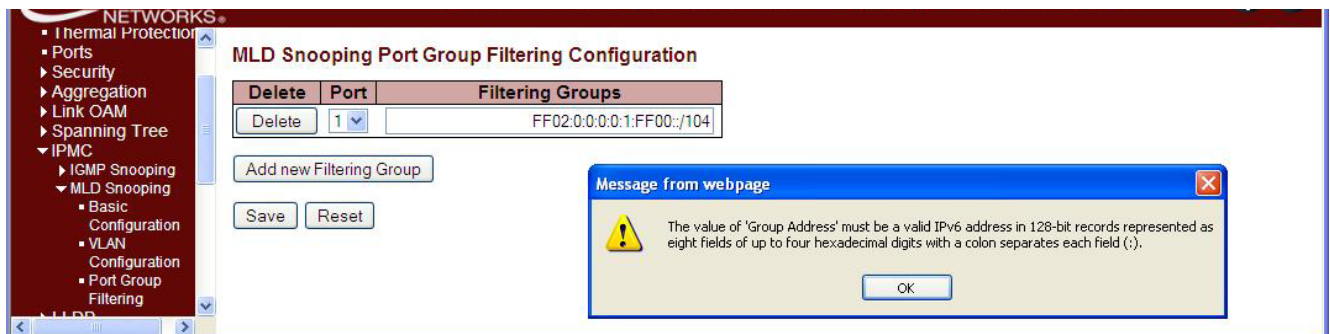 NETWORKS®
Thermal Protection
Ports
Security
Aggregation
Link OAM
Spanning Tree
IPMC
IGMP Snooping
MLD Snooping
Basic
Configuration
VLAN
Configuration
Port Group
Filtering
LLDP
MLD Snooping Port Group Filtering Configuration
Delete Port Filtering Groups
Delete 1 FF02:0:0:0:0:1:FF00::/104
Add new Filtering Group
Save Reset
Message from webpage
The value of 'Group Address' must be a valid IPv6 address in 128-bit records represented as
eight fields of up to four hexadecimal digits with a colon separates each field (:).
OK